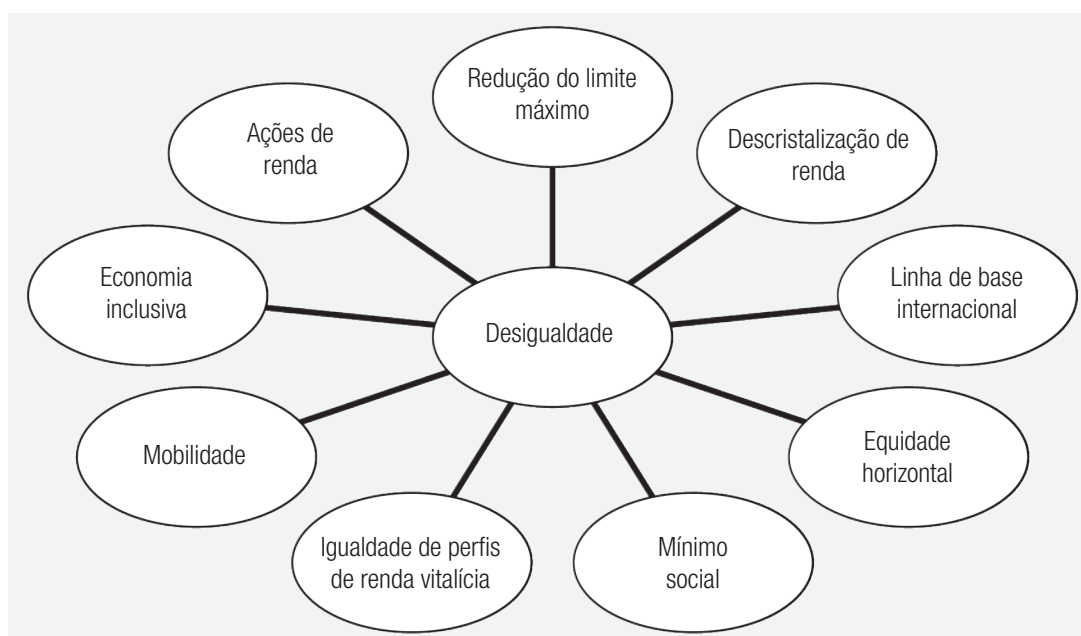 Redução do limite
máximo
Ações de
renda
Descristalização de
renda
Economia
inclusiva
Linha de base
internacional
Desigualdade
Mobilidade
Equidade
horizontal
Igualdade de perfis
de renda vitalícia
Mínimo
social